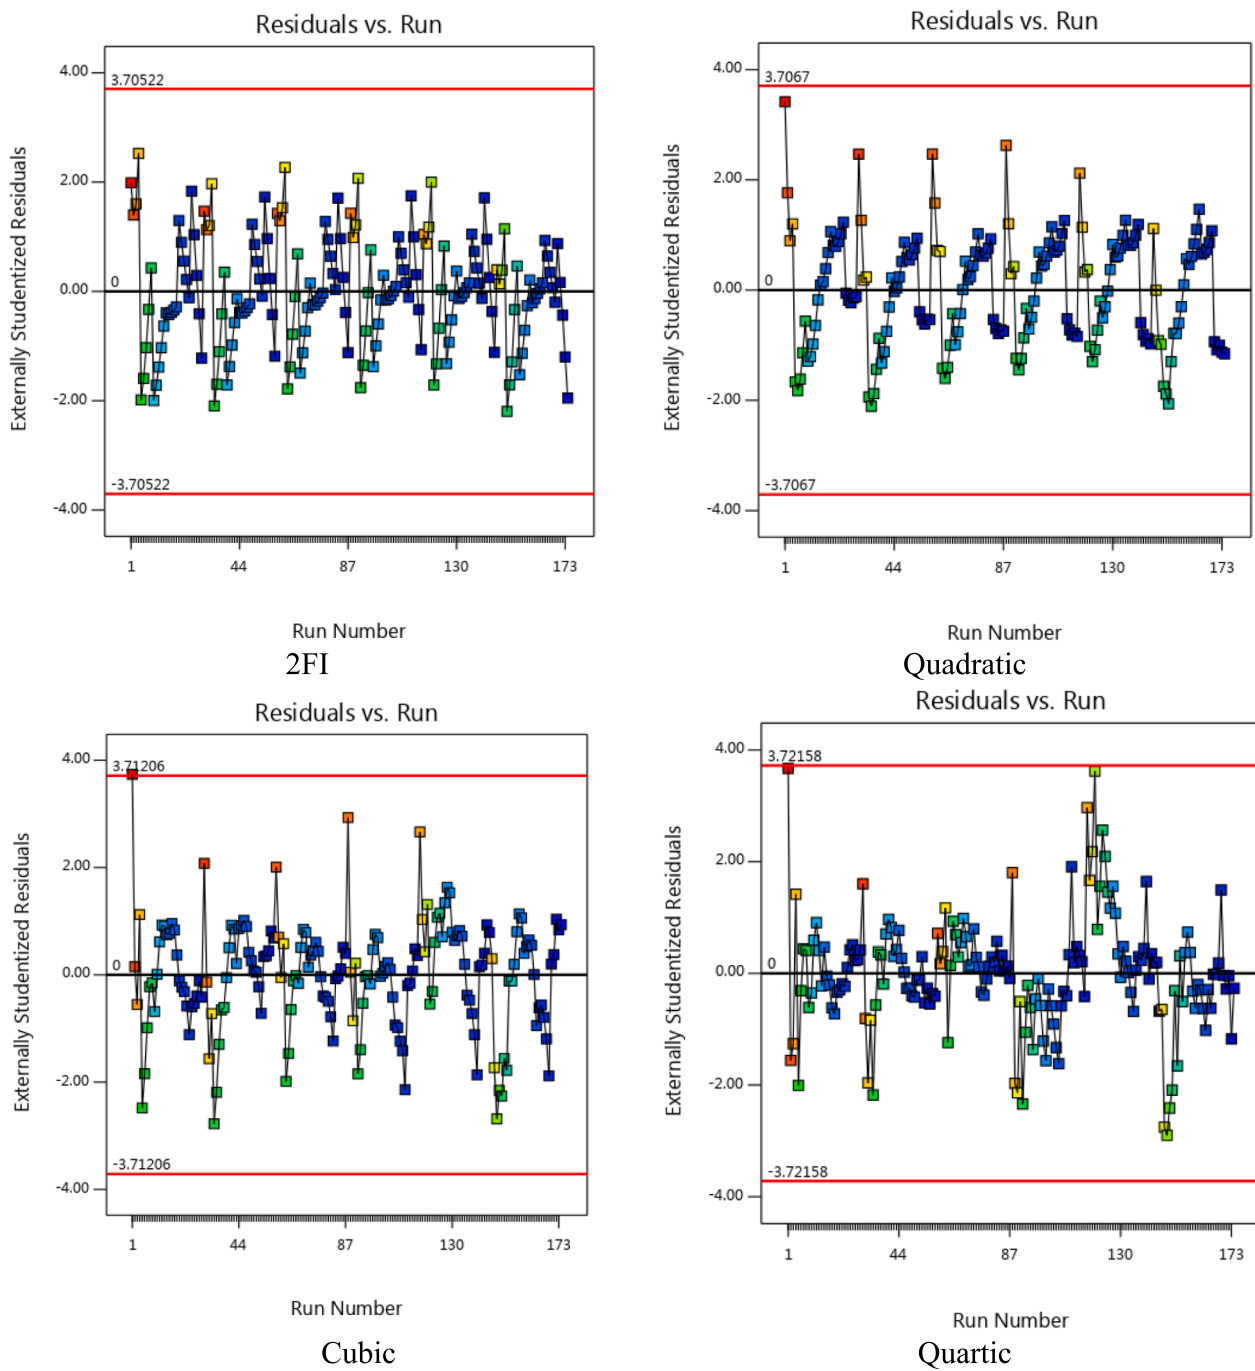 Residuals vs. Run
Externally Studentized Residuals
4.00
2.00
0.00
-2.00
-4.00
3.70522
0
-3.70522
1 44 87 130 173
Run Number
2FI
Residuals vs. Run
Externally Studentized Residuals
4.00
2.00
0.00
-2.00
-4.00
3.7067
0
-3.7067
1 44 87 130 173
Run Number
Quadratic
Residuals vs. Run
Externally Studentized Residuals
4.00
2.00
0.00
-2.00
-4.00
3.71206
0
-3.71206
1 44 87 130 173
Run Number
Cubic
Residuals vs. Run
Externally Studentized Residuals
4.00
2.00
0.00
-2.00
-4.00
3.72158
0
-3.72158
1 44 87 130 173
Run Number
Quartic